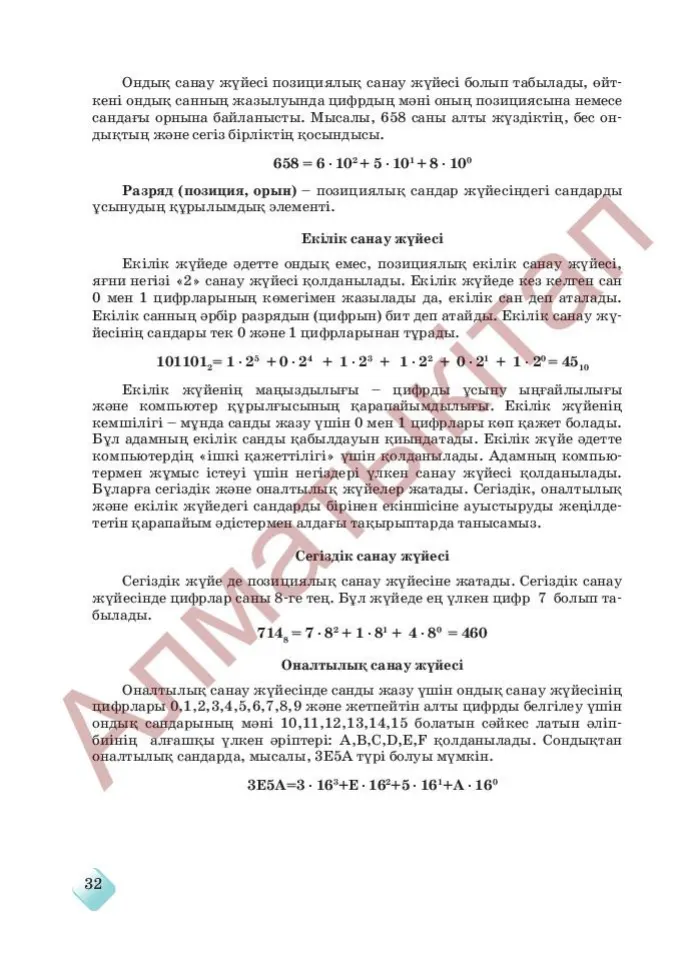 Ондық санау жүйесі позициялық санау жүйесі болып табылады, өйт-
кені ондық санның жазылуында цифрдың мәні оның позициясына немесе
сандағы орнына байланысты. Мысалы, 658 саны алты жүздіктің, бес он-
дықтың және сегіз бірліктің қосындысы.
658 = 6 · 10² + 5 · 10¹ + 8 · 10⁰
Разряд (позиция, орын) – позициялық сандар жүйесіндегі сандарды
ұсынудың құрылымдық элементі.
Екілік санау жүйесі
Екілік жүйеде әдетте ондық емес, позициялық екілік санау жүйесі,
яғни негізі «2» санау жүйесі қолданылады. Екілік жүйеде кез келген сан
0 мен 1 цифрларының көмегімен жазылады да, екілік сан деп аталады.
Екілік санның әрбір разрядын (цифрын) бит деп атайды. Екілік санау жү-
йесінің сандары тек 0 және 1 цифрларынан тұрады.
101101₂= 1 · 2⁵ +0 · 2⁴ + 1 · 2³ + 1 · 2² + 0 · 2¹ + 1 · 2⁰= 45₁₀
Екілік жүйенің маңыздылығы – цифрды ұсыну ыңғайлылығы
және компьютер құрылғысының қарапайымдылығы. Екілік жүйенің
кемшілігі – мұнда санды жазу үшін 0 мен 1 цифрлары көп қажет болады.
Бұл адамның екілік санды қабылдауын қиындатады. Екілік жүйе әдетте
компьютердің «ішкі қажеттілігі» үшін қолданылады. Адамның компью-
термен жұмыс істеуі үшін негіздері үлкен санау жүйесі қолданылады.
Бұларға сегіздік және оналтылық жүйелер жатады. Сегіздік, оналтылық
және екілік жүйедегі сандарды бірінен екіншісіне ауыстыруды жеңілде-
тетін қарапайым әдістермен алдағы тақырыптарда танысамыз.
Сегіздік санау жүйесі
Сегіздік жүйе де позициялық санау жүйесіне жатады. Сегіздік санау
жүйесінде цифрлар саны 8-ге тең. Бұл жүйеде ең үлкен цифр 7 болып та-
былады.
714₈ = 7 · 8² + 1 · 8¹ + 4 · 8⁰ = 460
Оналтылық санау жүйесі
Оналтылық санау жүйесінде санды жазу үшін ондық санау жүйесінің
цифрлары 0,1,2,3,4,5,6,7,8,9 және жетпейтін алты цифрды белгілеу үшін
ондық сандарының мәні 10,11,12,13,14,15 болатын сәйкес латын әліп-
биінің алғашқы үлкен әріптері: A,B,C,D,E,F қолданылады. Сондықтан
оналтылық сандарда, мысалы, 3E5A түрі болуы мүмкін.
3E5A=3 · 16³+E · 16²+5 · 16¹+A · 16⁰
32
Алматыкітап